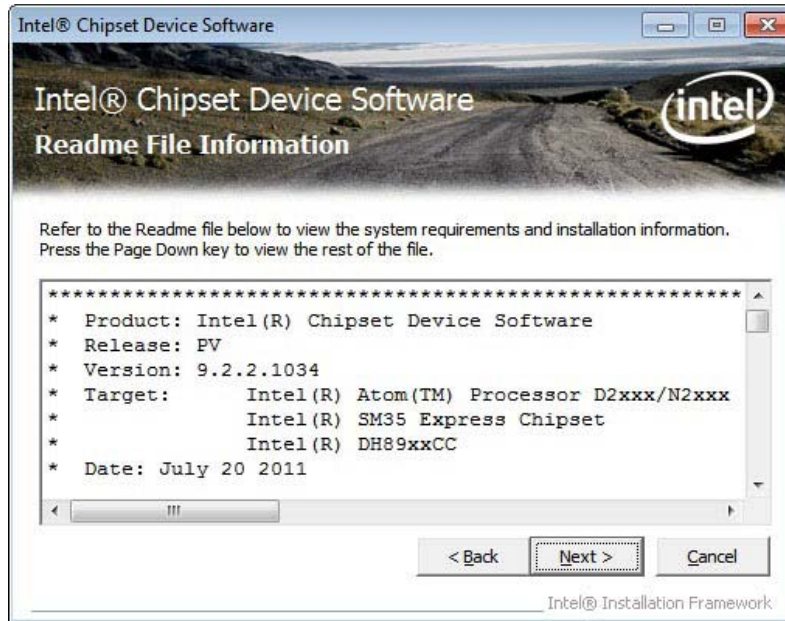 Intel® Chipset Device Software
Intel® Chipset Device Software
intel
Readme File Information
Refer to the Readme file below to view the system requirements and installation information.
Press the Page Down key to view the rest of the file.
********************************************************
* Product: Intel(R) Chipset Device Software
* Release: PV
* Version: 9.2.2.1034
* Target: Intel(R) Atom(TM) Processor D2xxx/N2xxx
* Intel(R) SM35 Express Chipset
* Intel(R) DH89xxCC
* Date: July 20 2011
< Back Next > Cancel
Intel® Installation Framework